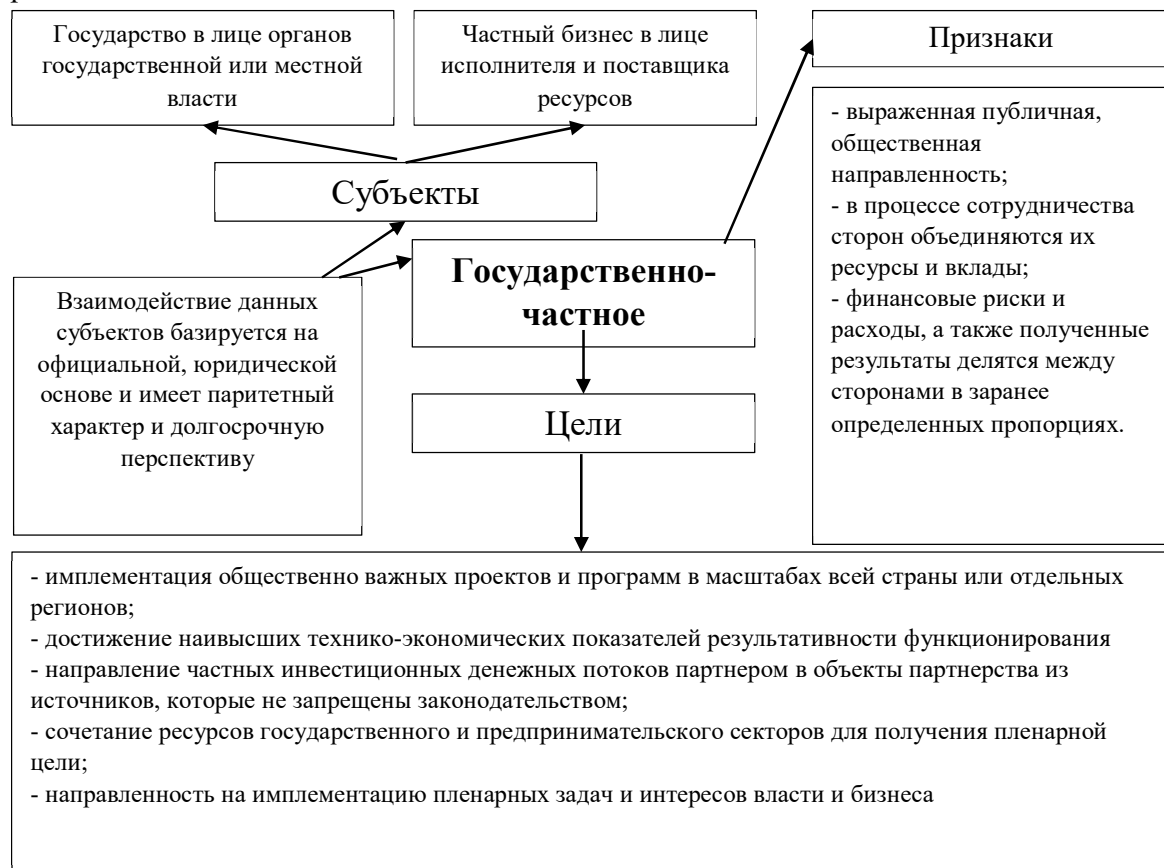 Государство в лице органов
государственной или местной
власти
Частный бизнес в лице
исполнителя и поставщика
ресурсов
Признаки
- выраженная публичная,
общественная
направленность;
- в процессе сотрудничества
сторон объединяются их
ресурсы и вклады;
- финансовые риски и
расходы, а также полученные
результаты делятся между
сторонами в заранее
определенных пропорциях.
Субъекты
Государственно-
частное
Взаимодействие данных
субъектов базируется на
официальной, юридической
основе и имеет паритетный
характер и долгосрочную
перспективу
Цели
- имплементация общественно важных проектов и программ в масштабах всей страны или отдельных
регионов;
- достижение наивысших технико-экономических показателей результативности функционирования
- направление частных инвестиционных денежных потоков партнером в объекты партнерства из
источников, которые не запрещены законодательством;
- сочетание ресурсов государственного и предпринимательского секторов для получения пленарной
цели;
- направленность на имплементацию пленарных задач и интересов власти и бизнеса